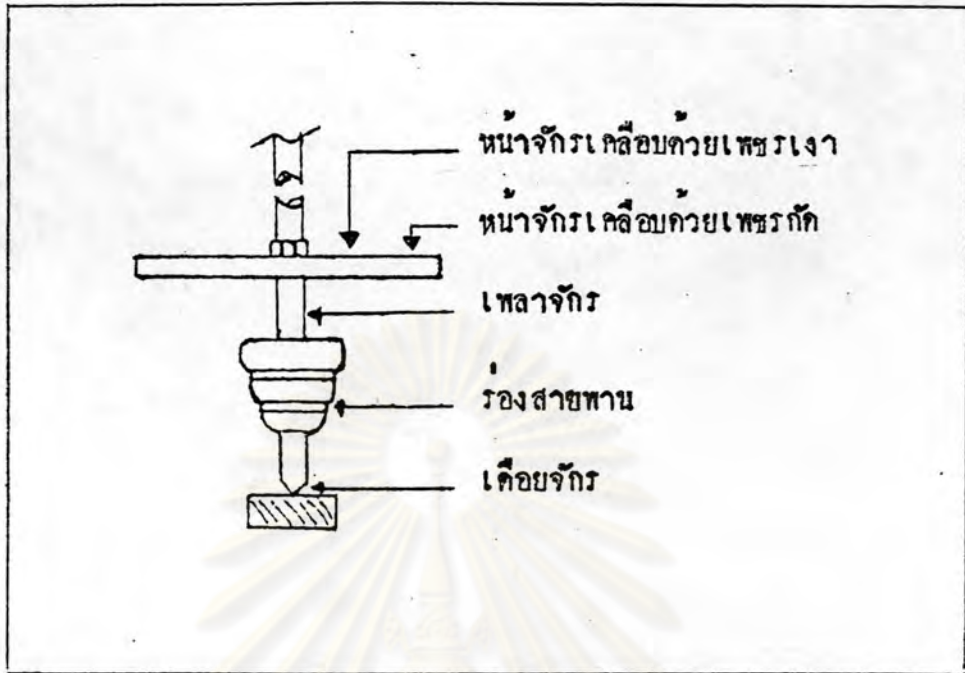 หน้าจักรเคลือบด้วยเพชรเงา
หน้าจักรเคลือบด้วยเพชรกัด
เพลาจักร
ร่องสายพาน
เดือยจักร